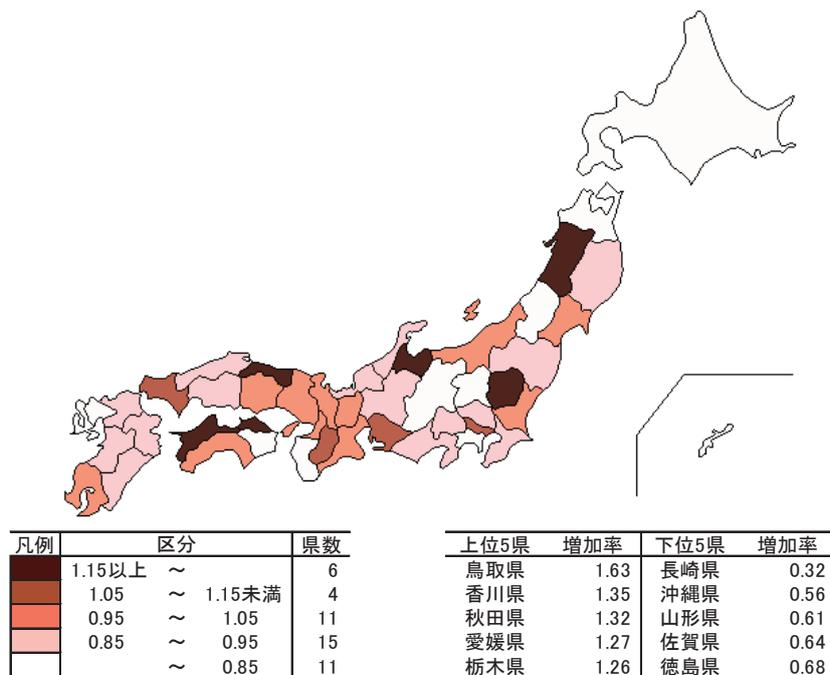 凡例 区分 県数
1.15以上 ～ 6
1.05 ～ 1.15未満 4
0.95 ～ 1.05 11
0.85 ～ 0.95 15
～ 0.85 11
上位5県 増加率 下位5県 増加率
鳥取県 1.63 長崎県 0.32
香川県 1.35 沖縄県 0.56
秋田県 1.32 山形県 0.61
愛媛県 1.27 佐賀県 0.64
栃木県 1.26 徳島県 0.68